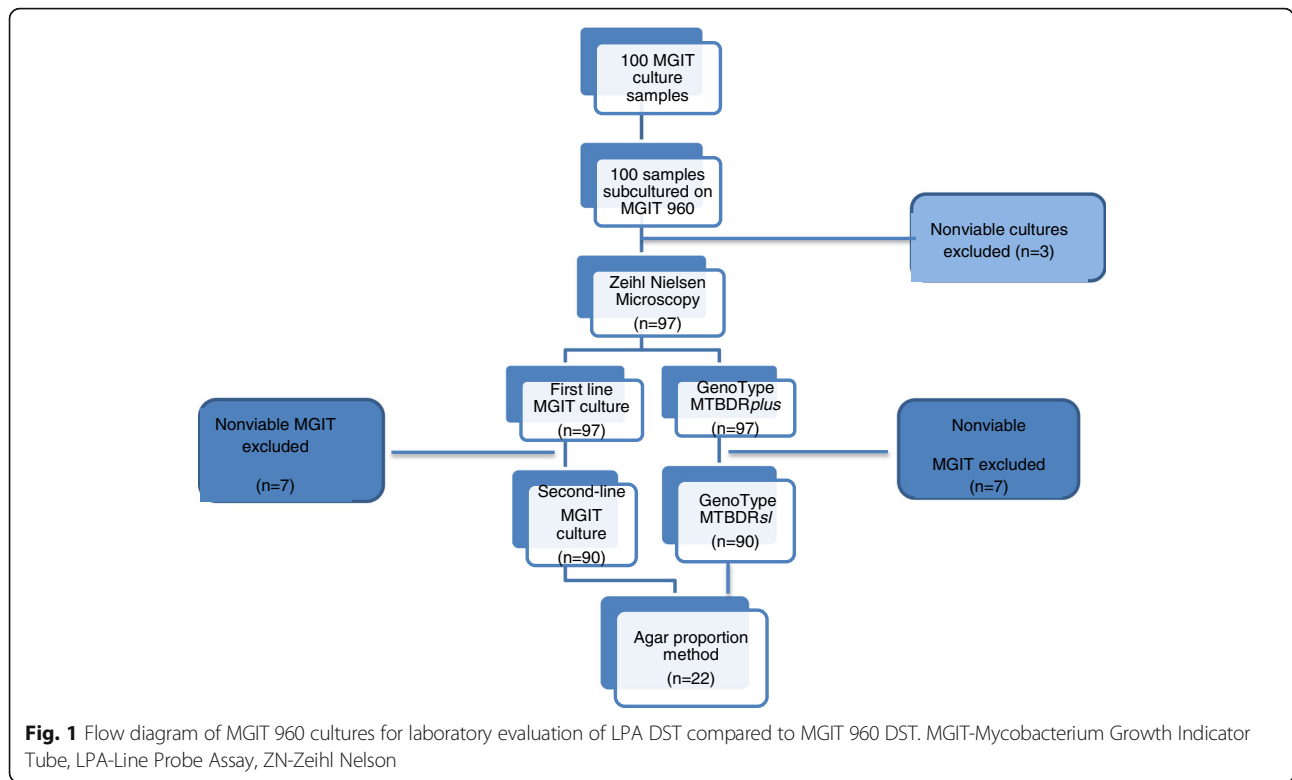 100 MGIT
culture
samples
100 samples
subcultured on
MGIT 960
Nonviable cultures
excluded (n=3)
Zeihl Nielsen
Microscopy
(n=97)
First line
MGIT culture
(n=97)
GenoType
MTBDRplus
(n=97)
Nonviable MGIT
excluded
(n=7)
Nonviable
MGIT excluded
(n=7)
Second-line
MGIT
culture
(n=90)
GenoType
MTBDRsl
(n=90)
Agar proportion
method
(n=22)
Fig. 1 Flow diagram of MGIT 960 cultures for laboratory evaluation of LPA DST compared to MGIT 960 DST. MGIT-Mycobacterium Growth Indicator
Tube, LPA-Line Probe Assay, ZN-Zeihl Nelson